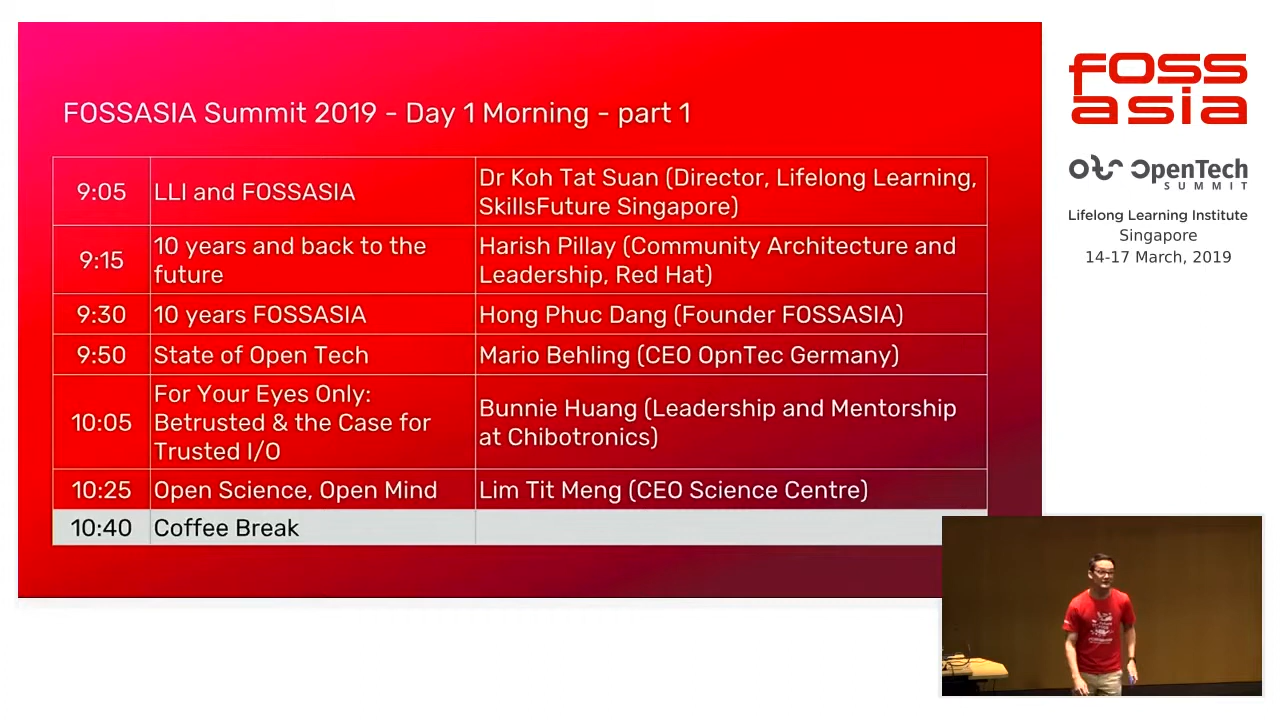 FOSSASIA Summit 2019 - Day 1 Morning - part 1
9:05
LLI and FOSSASIA
Dr Koh Tat Suan (Director, Lifelong Learning,
SkillsFuture Singapore)
9:15
10 years and back to the
future
Harish Pillay (Community Architecture and
Leadership, Red Hat)
9:30
10 years FOSSASIA
Hong Phuc Dang (Founder FOSSASIA)
9:50
State of Open Tech
Mario Behling (CEO OpnTec Germany)
10:05
For Your Eyes Only:
Betrusted & the Case for
Trusted I/O
Bunnie Huang (Leadership and Mentorship
at Chibotronics)
10:25
Open Science, Open Mind
Lim Tit Meng (CEO Science Centre)
10:40
Coffee Break
foss
asia
OpenTech
SUMMIT
Lifelong Learning Institute
Singapore
14-17 March, 2019